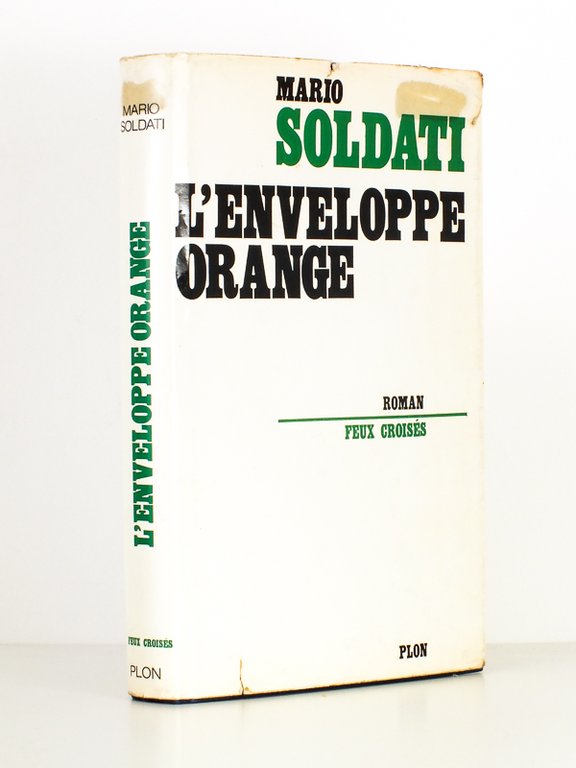 MARIO
SOLDATI
L'ENVELOPPE
ORANGE
ROMAN
FEUX CROISÉS
PLON
MARIO
SOLDATI
L'ENVELOPPE ORANGE
FEUX CROISÉS
PLON